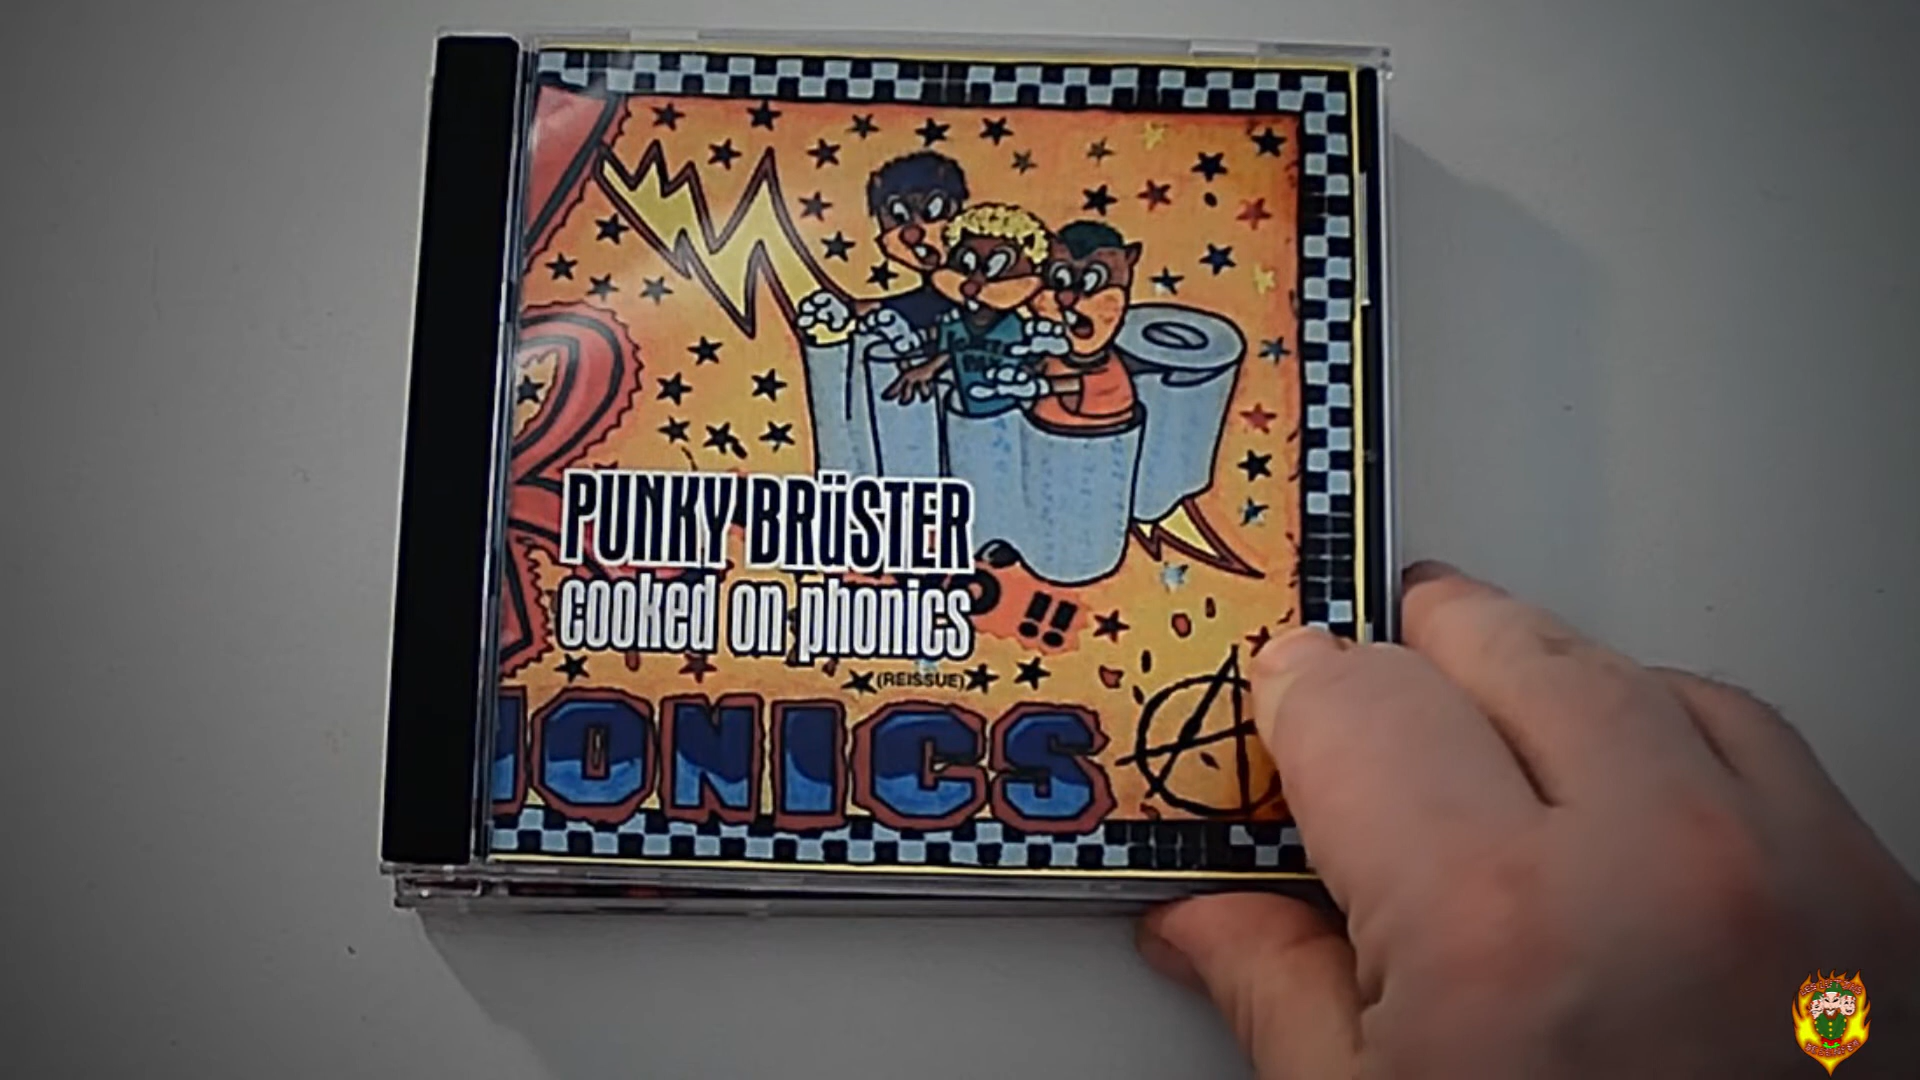 PUNKY BRÜSTER
cooked on phonics
(REISSUE)
!!
ONICS